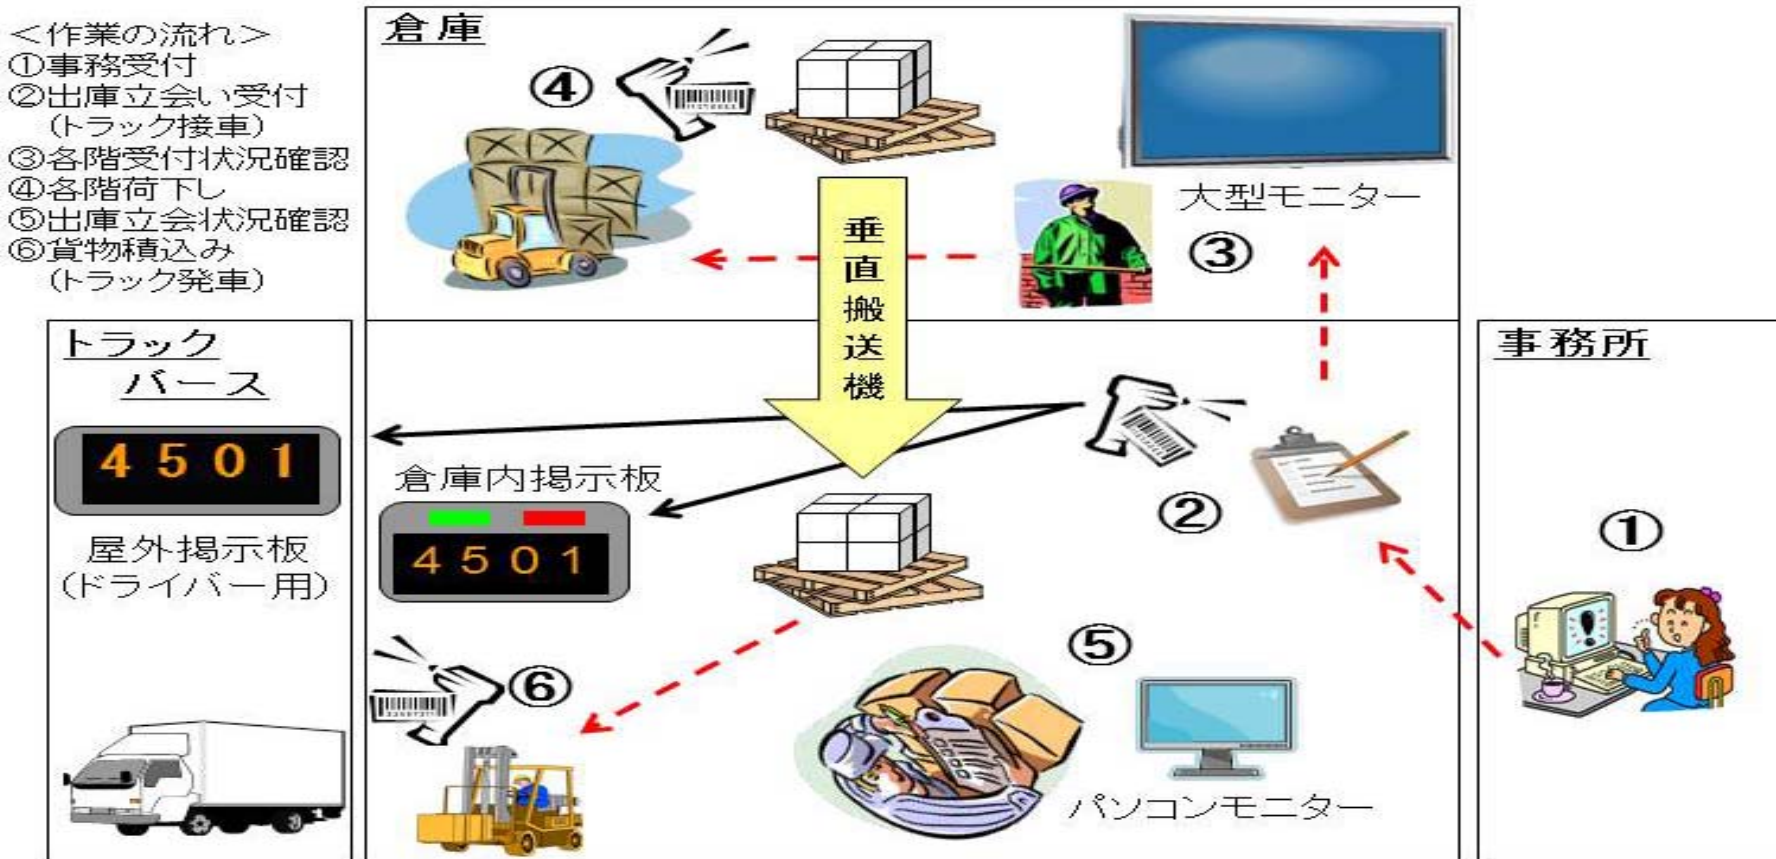 ＜作業の流れ＞
①事務受付
②出庫立会い受付
(トラック接車)
③各階受付状況確認
④各階荷下し
⑤出庫立会状況確認
⑥貨物積込み
(トラック発車)
倉庫
④
大型モニター
③
垂直搬送機
トラック
バース
4501
屋外掲示板
(ドライバー用)
倉庫内掲示板
4501
②
⑤
⑥
パソコンモニター
事務所
①